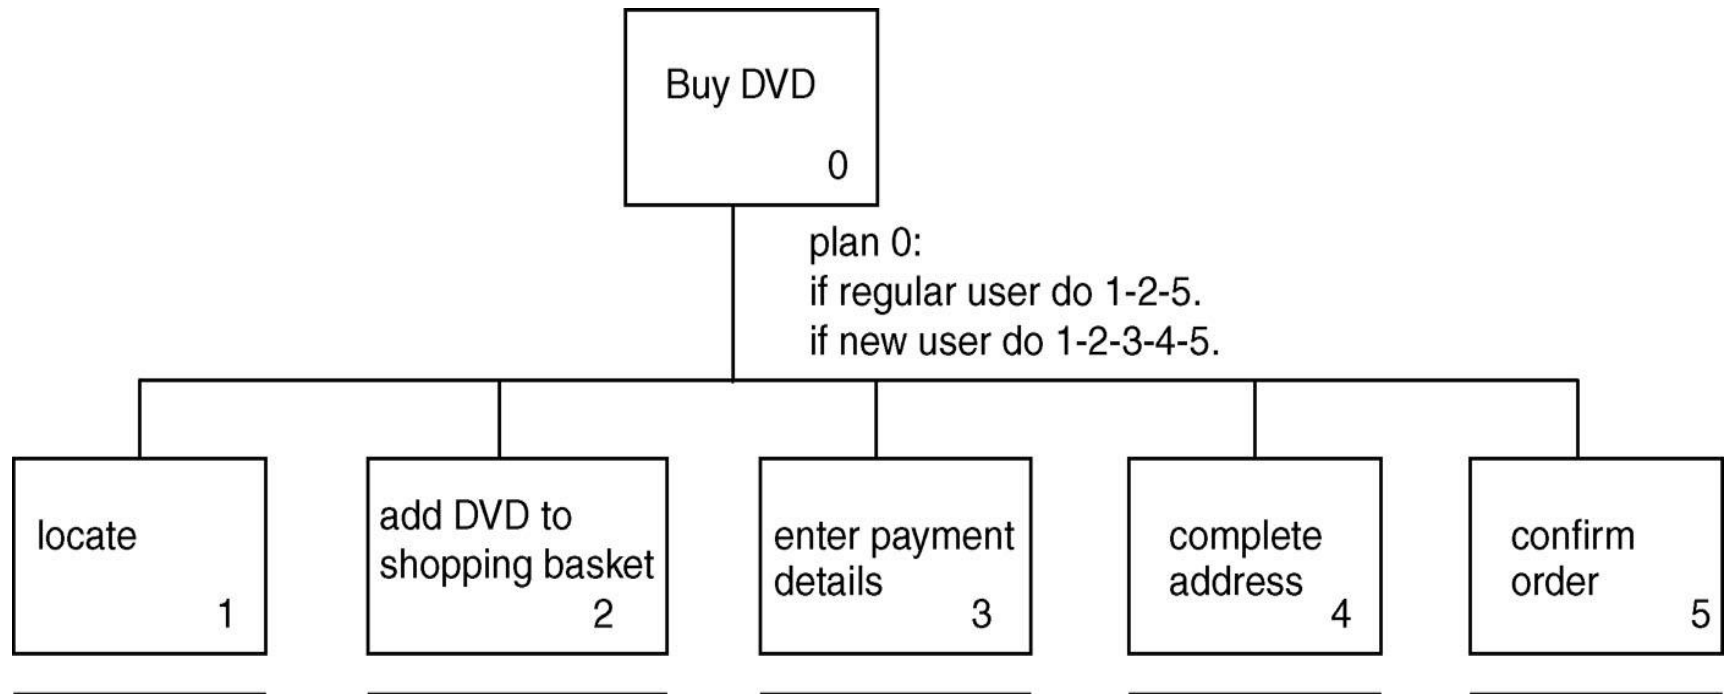 Buy DVD
0
plan 0:
if regular user do 1-2-5.
if new user do 1-2-3-4-5.
locate
1
add DVD to
shopping basket
2
enter payment
details
3
complete
address
4
confirm
order
5